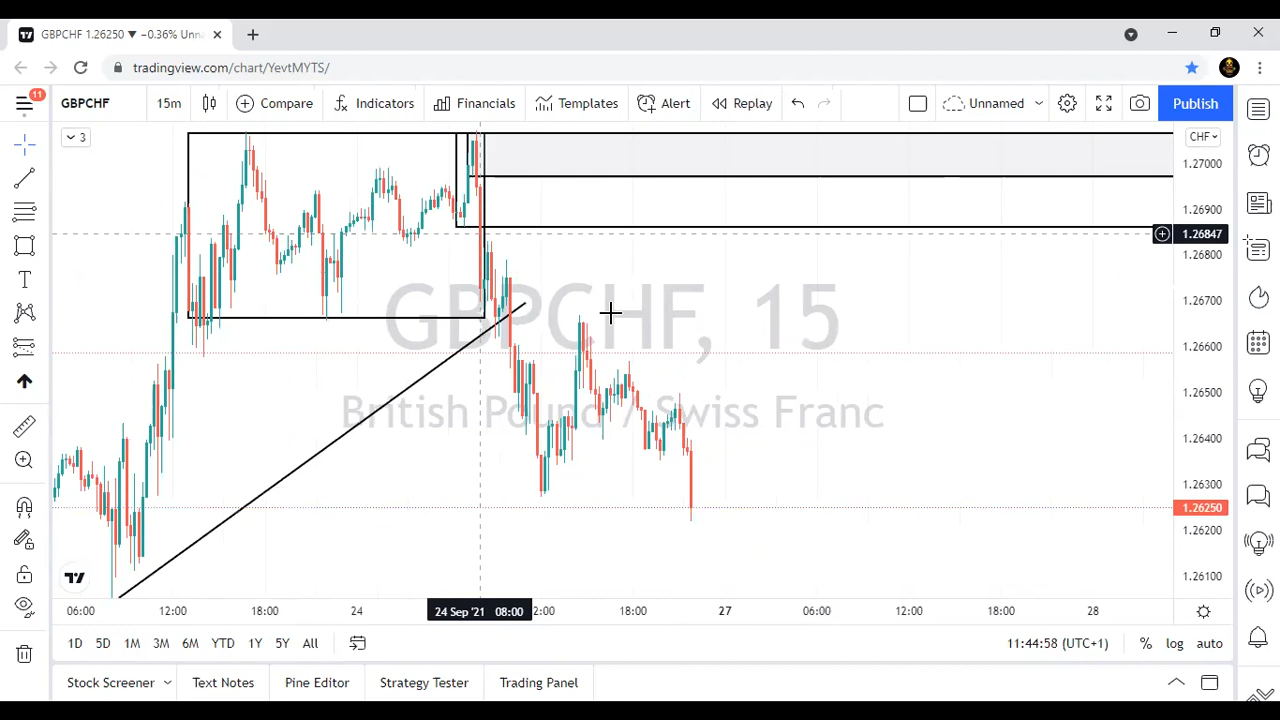 GBPCHF 1.26250 ▼ −0.36% Unna
tradingview.com/chart/YevtMYTS/
11
GBPCHF 15m Compare Indicators Financials Templates Alert Replay Unnamed Publish
3
CHF
1.27000
1.26900
1.26847
1.26800
1.26700
1.26600
1.26500
1.26400
1.26300
1.26250
1.26200
1.26100
GBPCHF, 15
British Pound / Swiss Franc
06:00 12:00 18:00 24 24 Sep '21 08:00 2:00 18:00 27 06:00 12:00 18:00 28
1D 5D 1M 3M 6M YTD 1Y 5Y All 11:44:58 (UTC+1) % log auto
Stock Screener Text Notes Pine Editor Strategy Tester Trading Panel